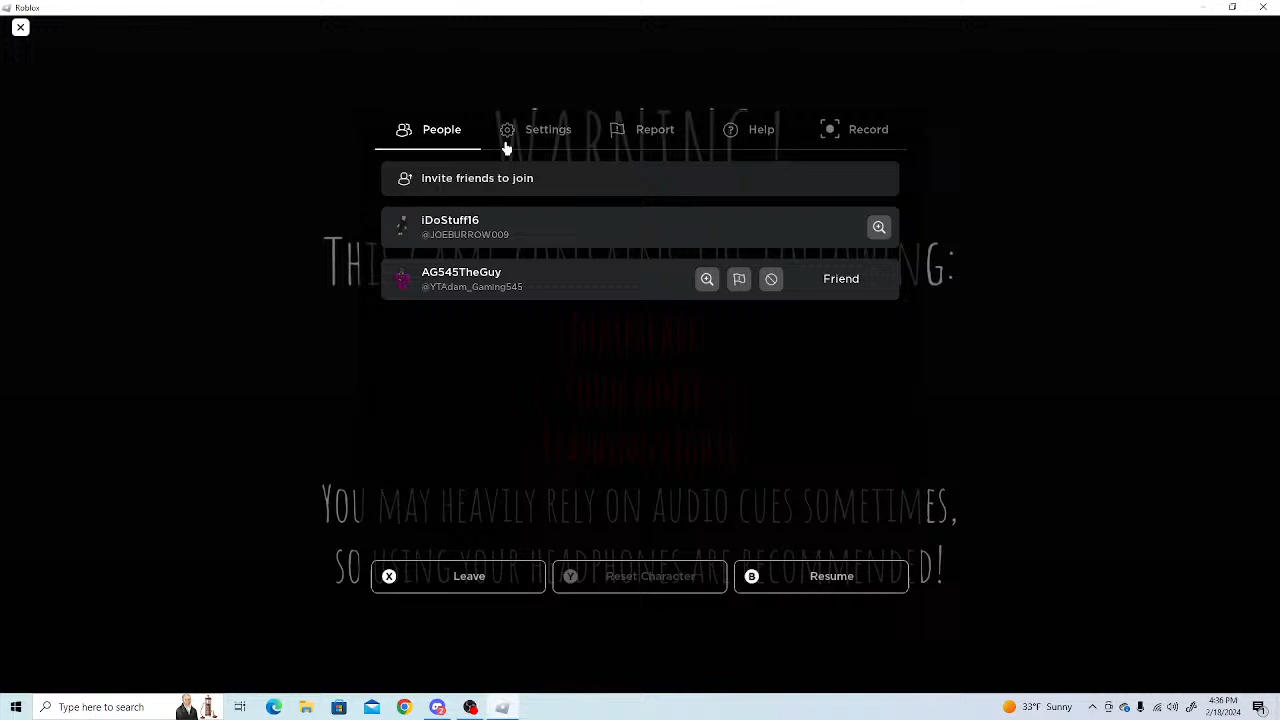 Roblox
WARNING !
People
Settings
Report
Help
Record
Invite friends to join
iDoStuff16
@JOEBURROW009
THIS GAME CONTAINS THE FOLLOWING:
AG545TheGuy
@YTAdam_Gaming545
Friend
YOU MAY HEAVILY RELY ON AUDIO CUES SOMETIMES,
SO USING YOUR HEADPHONES ARE RECOMMENDED!
X Leave
Y Reset Character
B Resume
Type here to search
33°F Sunny
4:36 PM
2/18/2024